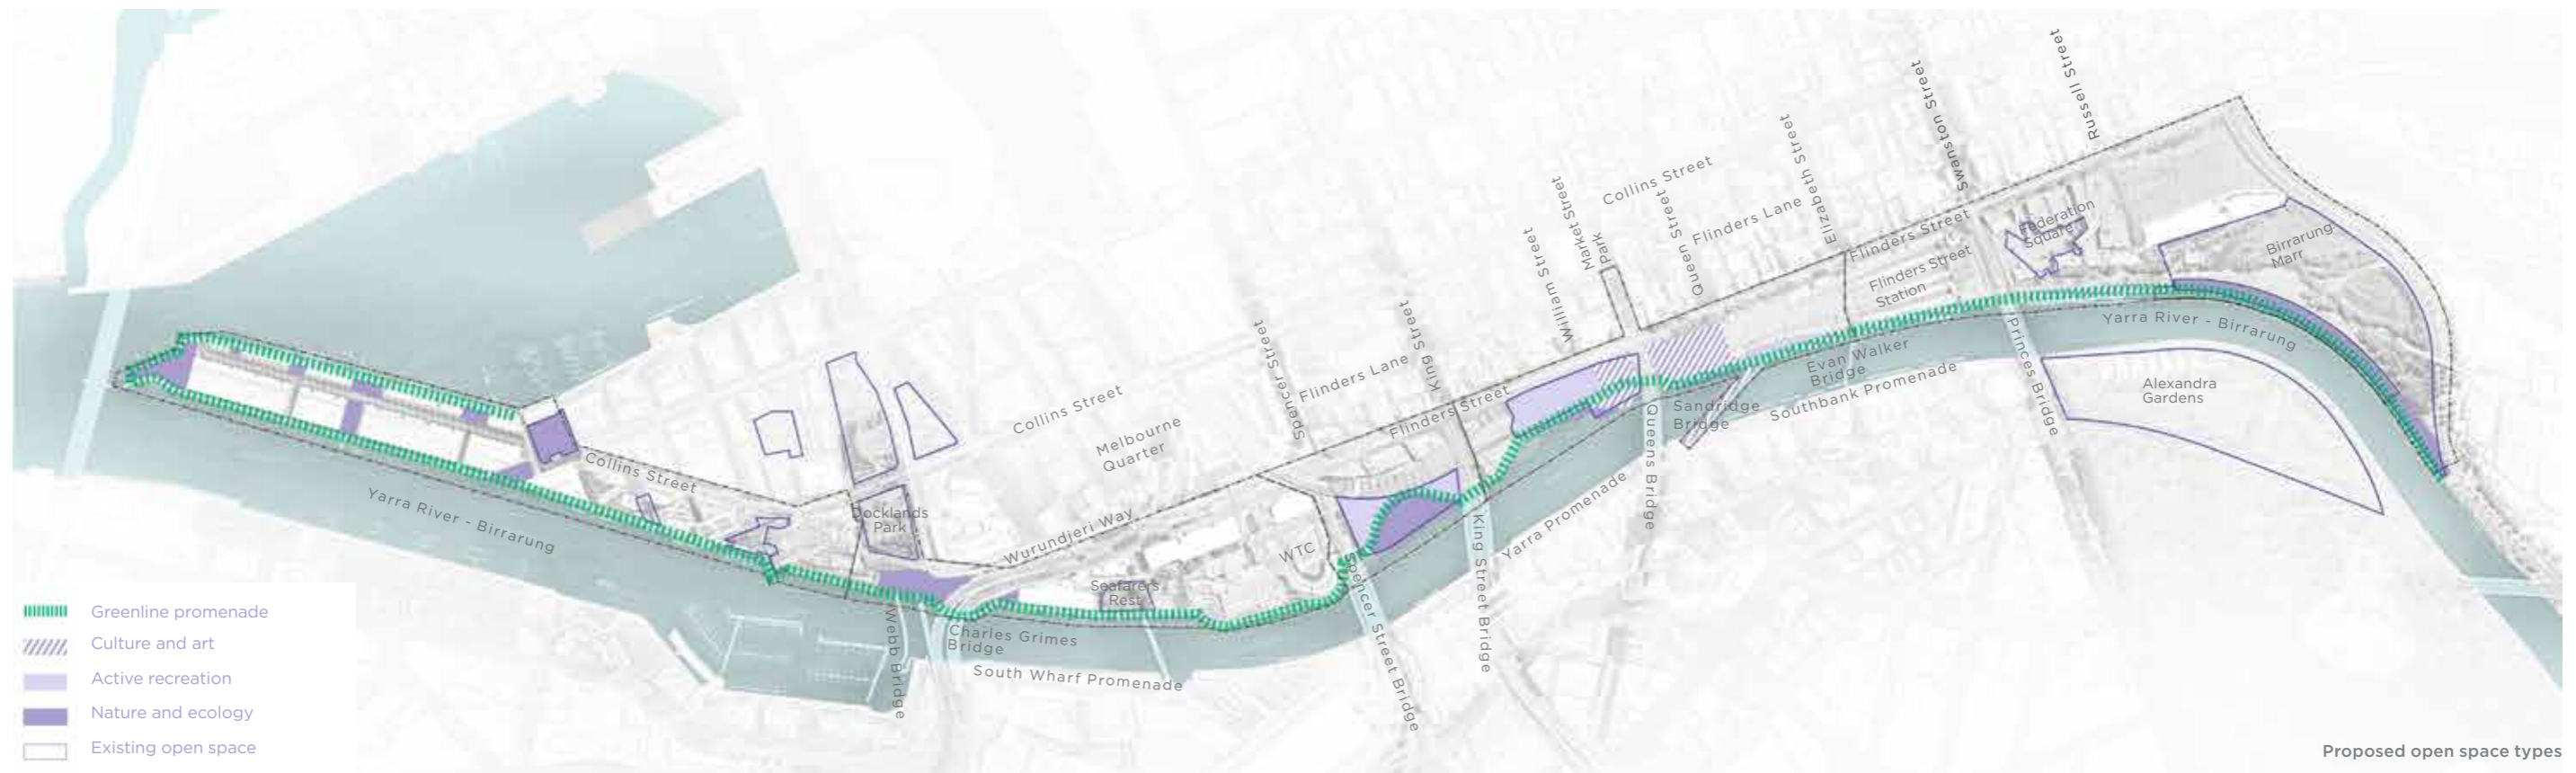 Russell Street
Swanston Street
Elizabeth Street
Collins Street
Market Street
Park
Queen Street
Flinders Lane
William Street
Flinders Street
Federation
Square
Flinders Street
Station
Birrarung
Marr
Yarra River - Birrarung
Princes Bridge
Alexandra
Gardens
Evan Walker
Bridge
Southbank Promenade
Sandridge
Bridge
Queens Bridge
King Street
Spencer Street
Flinders Lane
Flinders Street
Collins Street
Melbourne
Quarter
Wurundjeri Way
WTC
Yarra Promenade
King Street Bridge
Spencer Street Bridge
Seafarers
Rest
Docklands
Park
Collins Street
Yarra River - Birrarung
Webb Bridge
Charles Grimes
Bridge
South Wharf Promenade
Greenline promenade
Culture and art
Active recreation
Nature and ecology
Existing open space
Proposed open space types